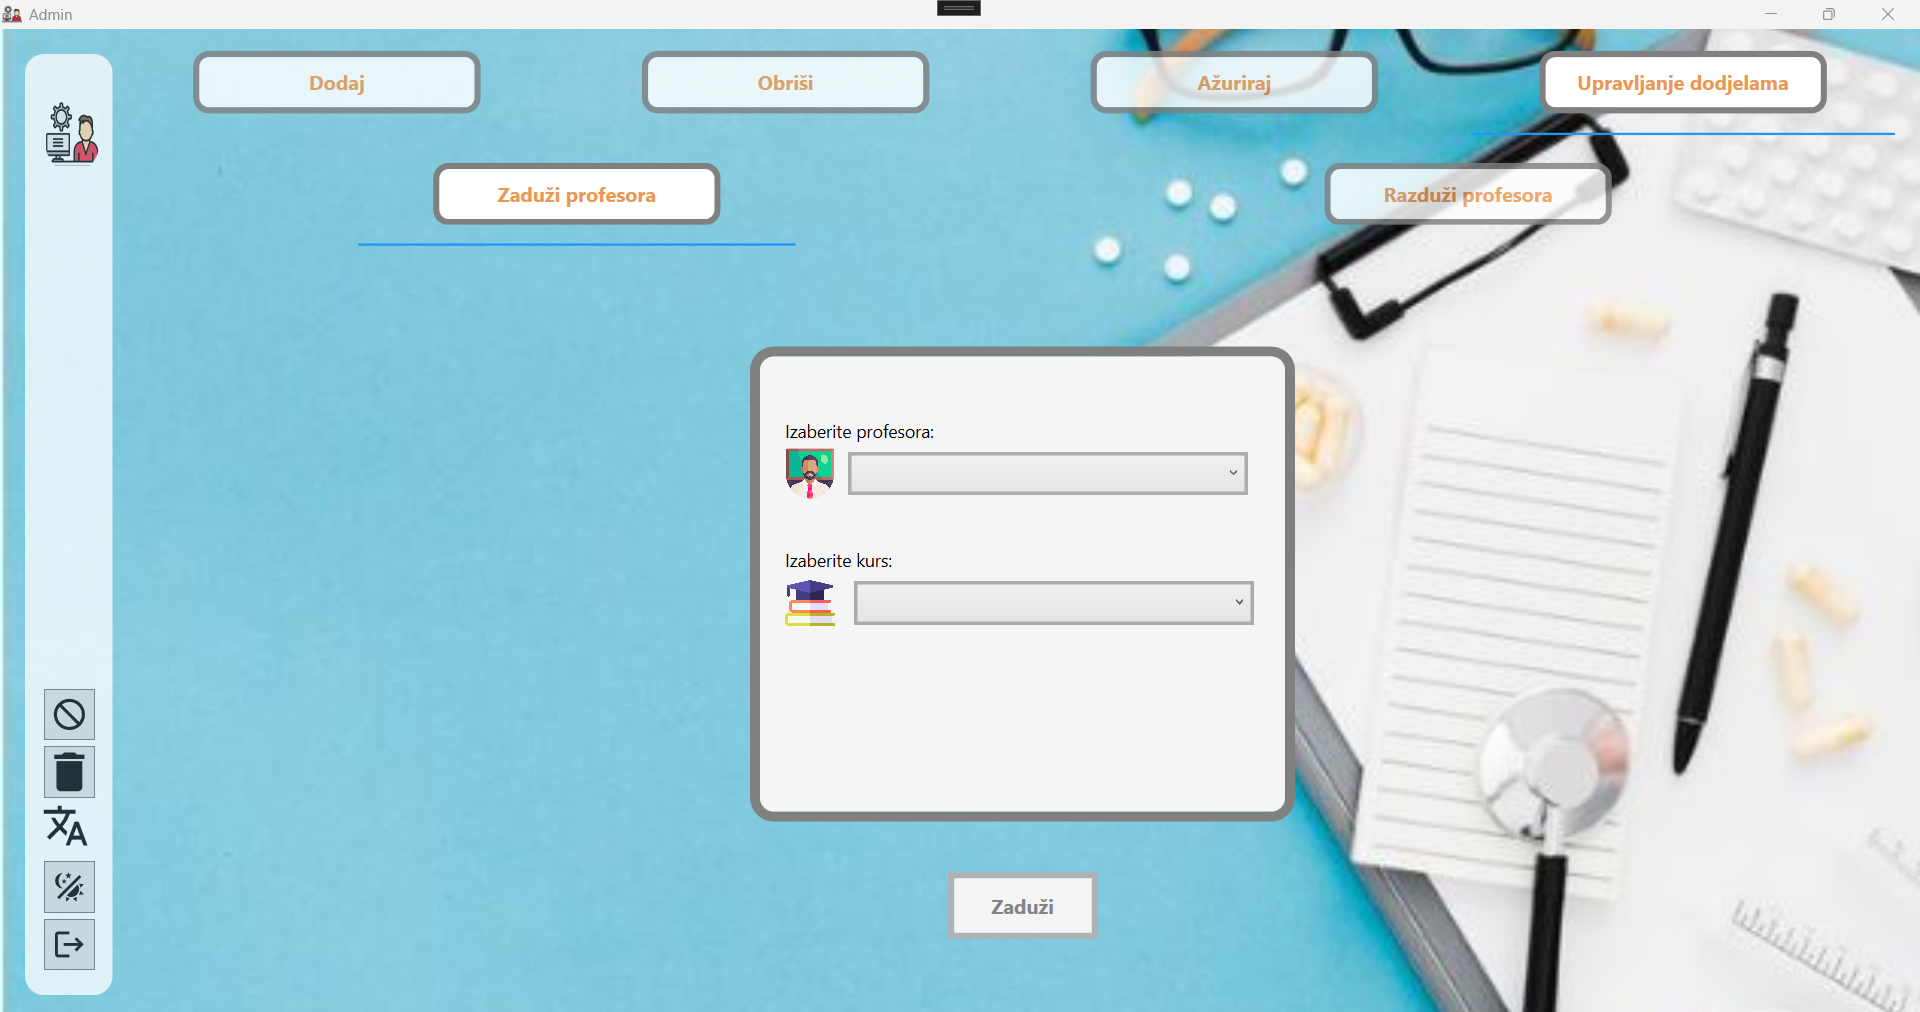 Admin
Dodaj
Obriši
Ažuriraj
Upravljanje dodjelama
Zaduži profesora
Razduži profesora
Izaberite profesora:
Izaberite kurs:
Zaduži